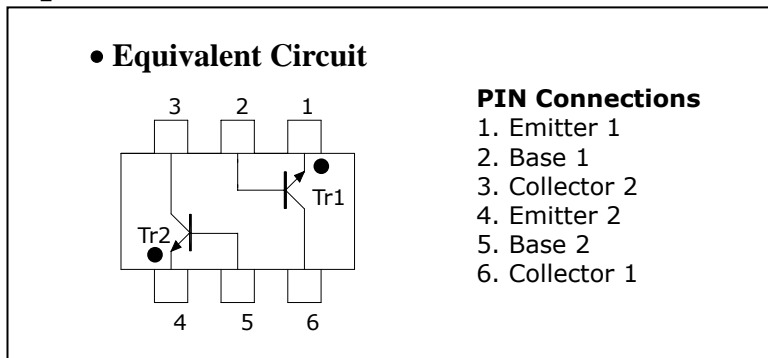 • Equivalent Circuit
3 2 1
Tr1
Tr2
4 5 6
PIN Connections
1. Emitter 1
2. Base 1
3. Collector 2
4. Emitter 2
5. Base 2
6. Collector 1